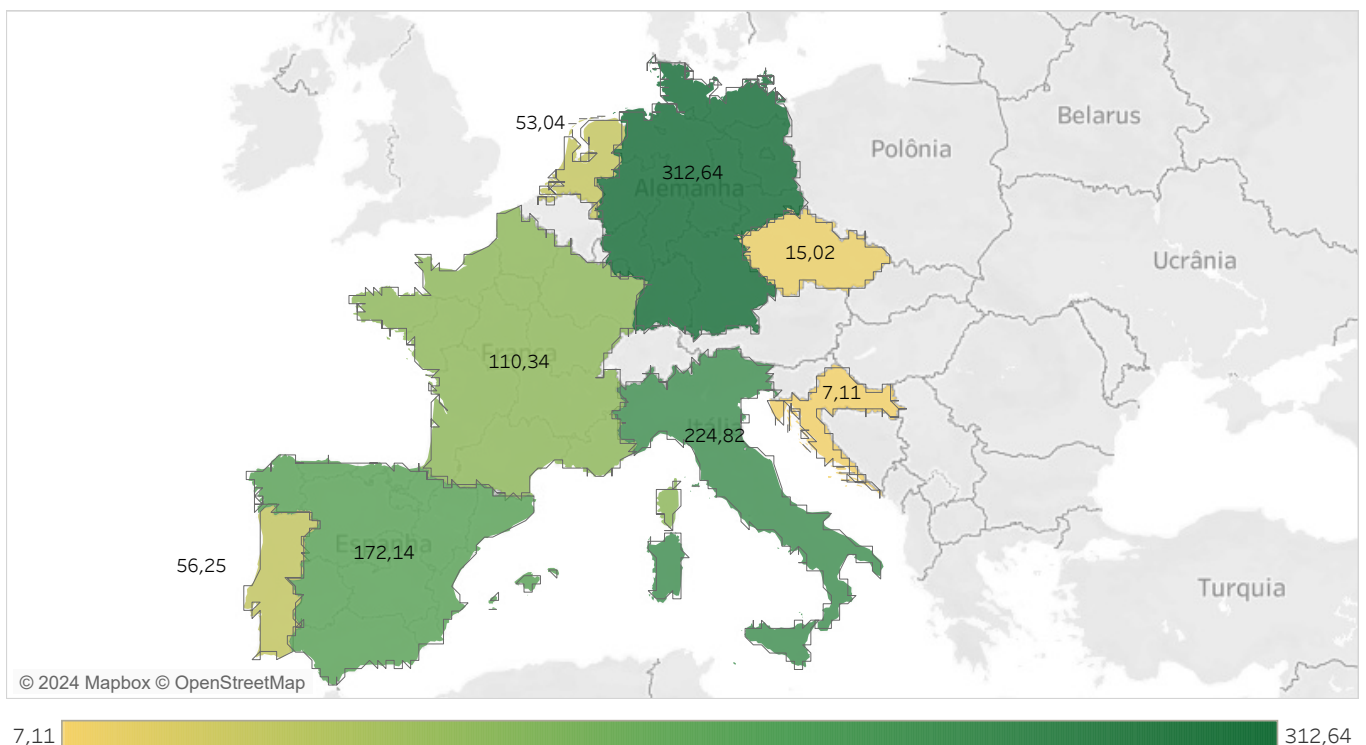 53,04
Belarus
Polônia
312,64
Alemanha
15,02
Ucrânia
França
110,34
7,11
Itália
224,82
Espanha
172,14
56,25
Turquia
© 2024 Mapbox © OpenStreetMap
7,11
312,64